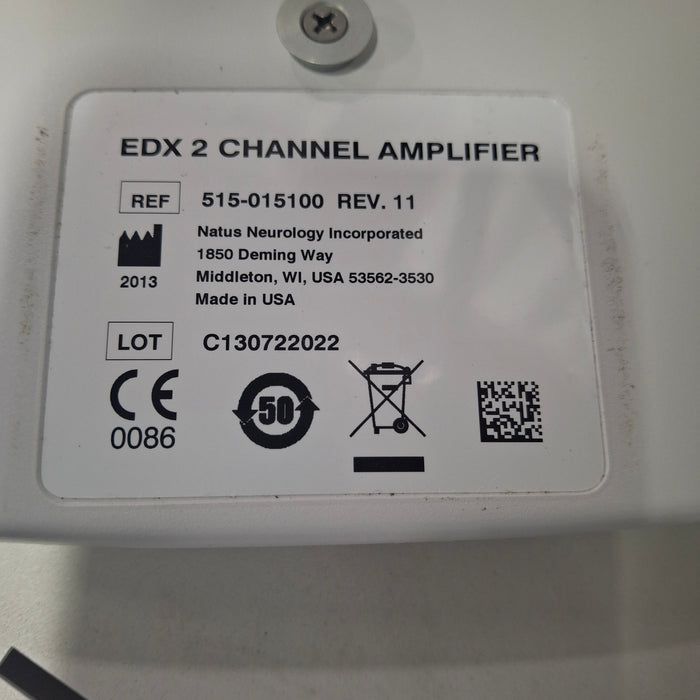 EDX 2 CHANNEL AMPLIFIER
REF 515-015100 REV. 11
Natus Neurology Incorporated
1850 Deming Way
2013 Middleton, WI, USA 53562-3530
Made in USA
LOT C130722022
CE
0086
50